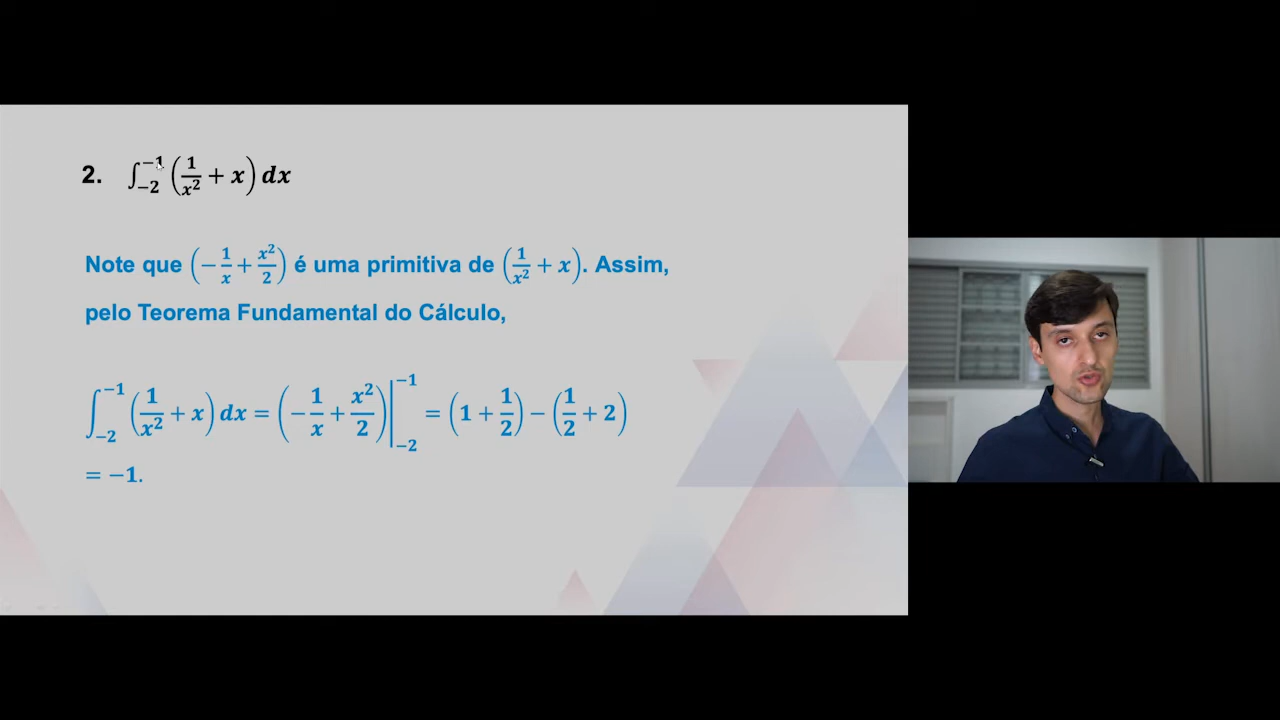 2. ∫₋₂⁻¹ (1/x² + x) dx
Note que (−1/x + x²/2) é uma primitiva de (1/x² + x). Assim,
pelo Teorema Fundamental do Cálculo,
∫₋₂⁻¹ (1/x² + x) dx = (−1/x + x²/2)|₋₂⁻¹ = (1 + 1/2) − (1/2 + 2)
= −1.